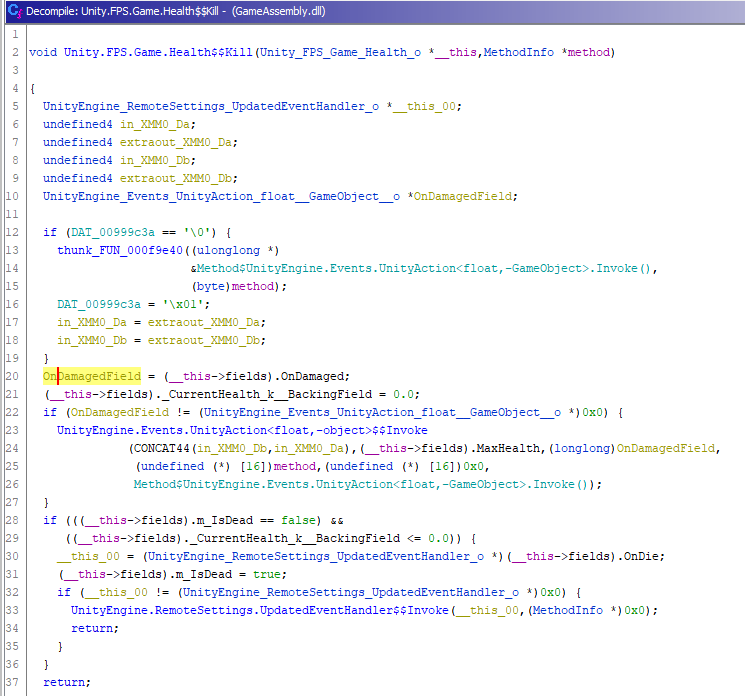 Decompile: Unity.FPS.Game.Health$$Kill - (GameAssembly.dll)
1
2 void Unity.FPS.Game.Health$$Kill(Unity_FPS_Game_Health_o *__this,MethodInfo *method)
3
4 {
5 UnityEngine_RemoteSettings_UpdatedEventHandler_o *__this_00;
6 undefined4 in_XMM0_Da;
7 undefined4 extraout_XMM0_Da;
8 undefined4 in_XMM0_Db;
9 undefined4 extraout_XMM0_Db;
10 UnityEngine_Events_UnityAction_float__GameObject__o *OnDamagedField;
11
12 if (DAT_00999c3a == '\0') {
13 thunk_FUN_000f9e40((ulonglong *)
14 &Method$UnityEngine.Events.UnityAction<float,-GameObject>.Invoke(),
15 (byte)method);
16 DAT_00999c3a = '\x01';
17 in_XMM0_Da = extraout_XMM0_Da;
18 in_XMM0_Db = extraout_XMM0_Db;
19 }
20 OnDamagedField = (__this->fields).OnDamaged;
21 (__this->fields)._CurrentHealth_k__BackingField = 0.0;
22 if (OnDamagedField != (UnityEngine_Events_UnityAction_float__GameObject__o *)0x0) {
23 UnityEngine.Events.UnityAction<float,-object>$$Invoke
24 (CONCAT44(in_XMM0_Db,in_XMM0_Da),(__this->fields).MaxHealth,(longlong)OnDamagedField,
25 (undefined (*) [16])method,(undefined (*) [16])0x0,
26 Method$UnityEngine.Events.UnityAction<float,-GameObject>.Invoke());
27 }
28 if (((__this->fields).m_IsDead == false) &&
29 ((__this->fields)._CurrentHealth_k__BackingField <= 0.0)) {
30 __this_00 = (UnityEngine_RemoteSettings_UpdatedEventHandler_o *)(__this->fields).OnDie;
31 (__this->fields).m_IsDead = true;
32 if (__this_00 != (UnityEngine_RemoteSettings_UpdatedEventHandler_o *)0x0) {
33 UnityEngine.RemoteSettings.UpdatedEventHandler$$Invoke(__this_00,(MethodInfo *)0x0);
34 return;
35 }
36 }
37 return;